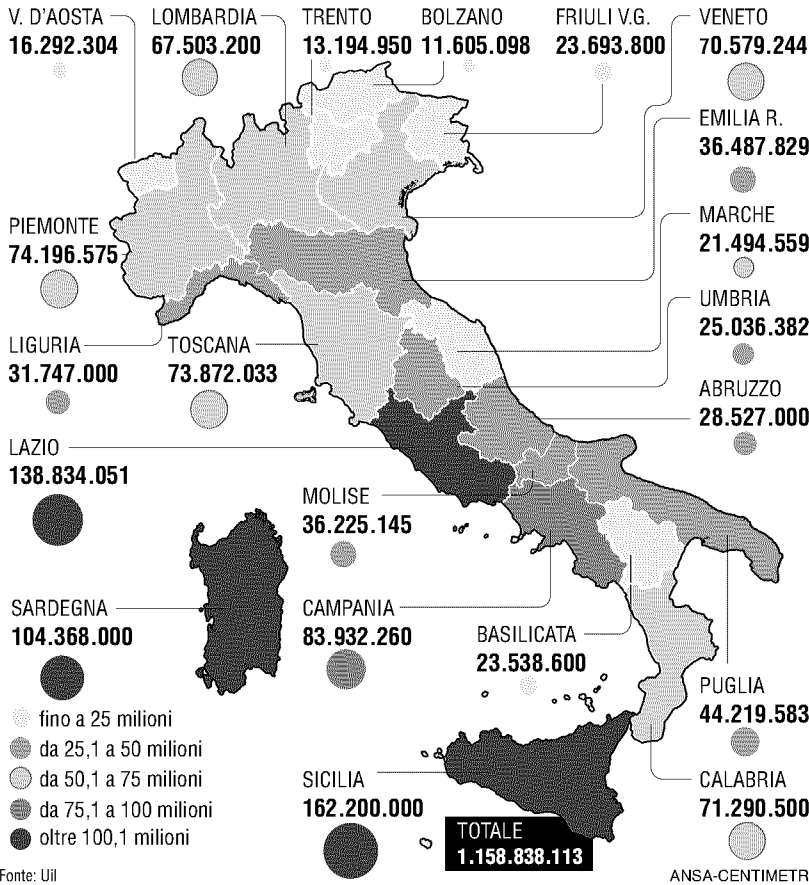 V. D'AOSTA
16.292.304
LOMBARDIA
67.503.200
TRENTO
13.194.950
BOLZANO
11.605.098
FRIULI V.G.
23.693.800
VENETO
70.579.244
EMILIA R.
36.487.829
PIEMONTE
74.196.575
MARCHE
21.494.559
UMBRIA
25.036.382
LIGURIA
31.747.000
TOSCANA
73.872.033
ABRUZZO
28.527.000
LAZIO
138.834.051
MOLISE
36.225.145
SARDEGNA
104.368.000
CAMPANIA
83.932.260
BASILICATA
23.538.600
PUGLIA
44.219.583
fino a 25 milioni
da 25,1 a 50 milioni
da 50,1 a 75 milioni
da 75,1 a 100 milioni
oltre 100,1 milioni
SICILIA
162.200.000
CALABRIA
71.290.500
TOTALE
1.158.838.113
Fonte: Uil
ANSA-CENTIMETR